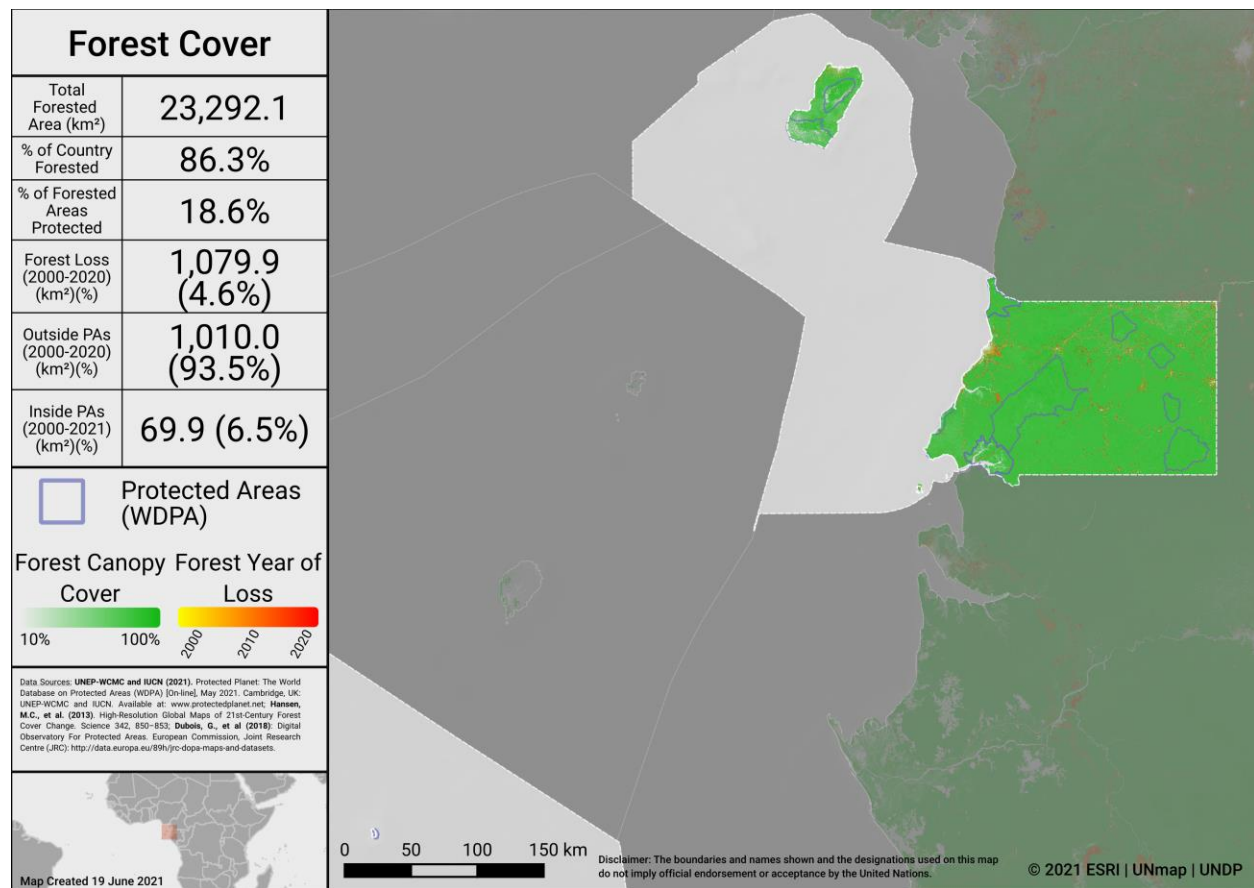 Forest Cover
Total
Forested
Area (km²)
23,292.1
% of Country
Forested
86.3%
% of Forested
Areas
Protected
18.6%
Forest Loss
(2000-2020)
(km²)(%)
1,079.9
(4.6%)
Outside PAs
(2000-2020)
(km²)(%)
1,010.0
(93.5%)
Inside PAs
(2000-2021)
(km²)(%)
69.9 (6.5%)
Protected Areas
(WDPA)
Forest Canopy
Cover
10%
100%
Forest Year of
Loss
2000
2010
2020
Data Sources: UNEP-WCMC and IUCN (2021). Protected Planet: The World
Database on Protected Areas (WDPA) [On-line], May 2021. Cambridge, UK:
UNEP-WCMC and IUCN. Available at: www.protectedplanet.net; Hansen,
M.C., et al. (2013). High-Resolution Global Maps of 21st-Century Forest
Cover Change. Science 342, 850–853; Dubois, G., et al (2018): Digital
Observatory For Protected Areas. European Commission, Joint Research
Centre (JRC): http://data.europa.eu/89h/jrc-dopa-maps-and-datasets.
Map Created 19 June 2021
0 50 100 150 km
Disclaimer: The boundaries and names shown and the designations used on this map
do not imply official endorsement or acceptance by the United Nations.
© 2021 ESRI | UNmap | UNDP